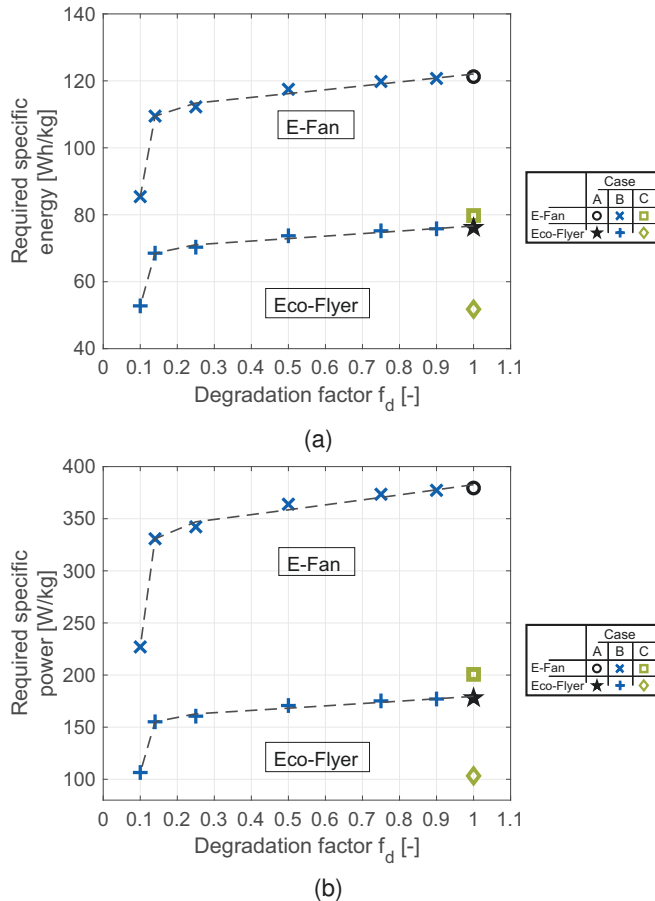 140
120
100
80
60
40
Required specific
energy [Wh/kg]
E-Fan
Eco-Flyer
0 0.1 0.2 0.3 0.4 0.5 0.6 0.7 0.8 0.9 1 1.1
Degradation factor f_d [-]
Case
A B C
E-Fan
Eco-Flyer
(a)
400
350
300
250
200
150
100
Required specific
power [W/kg]
E-Fan
Eco-Flyer
0 0.1 0.2 0.3 0.4 0.5 0.6 0.7 0.8 0.9 1 1.1
Degradation factor f_d [-]
Case
A B C
E-Fan
Eco-Flyer
(b)